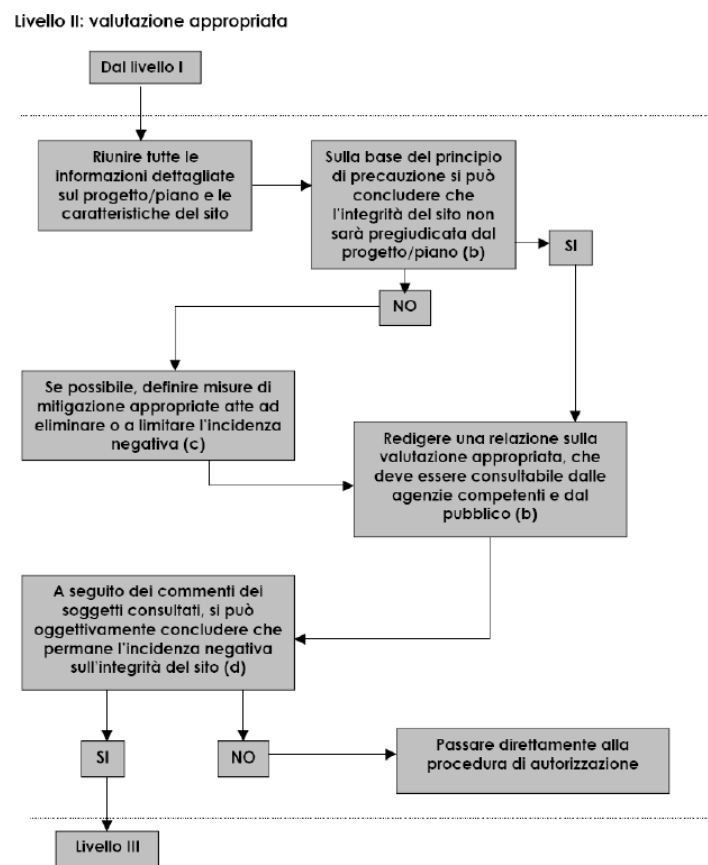 Livello II: valutazione appropriata
Dal livello I
Riunire tutte le
informazioni dettagliate
sul progetto/piano e le
caratteristiche del sito
Sulla base del principio
di precauzione si può
concludere che
l'integrità del sito non
sarà pregiudicata dal
progetto/piano (b)
SI
NO
Se possibile, definire misure di
mitigazione appropriate atte ad
eliminare o a limitare l'incidenza
negativa (c)
Redigere una relazione sulla
valutazione appropriata, che
deve essere consultabile dalle
agenzie competenti e dal
pubblico (b)
A seguito dei commenti dei
soggetti consultati, si può
oggettivamente concludere che
permane l'incidenza negativa
sull'integrità del sito (d)
SI
NO
Passare direttamente alla
procedura di autorizzazione
Livello III